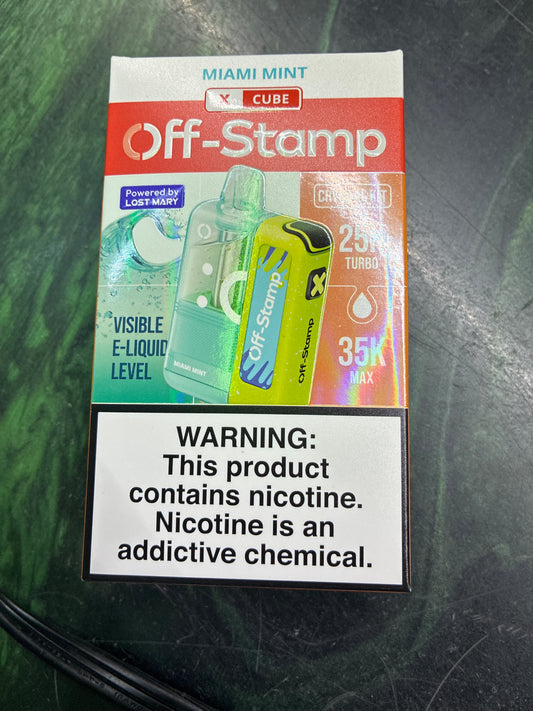 MIAMI MINT
X CUBE
Off-Stamp
Powered by
LOST MARY
TURBO
VISIBLE
E-LIQUID
LEVEL
35K
MAX
Off-Stamp
X
Off-Stamp
MIAMI MINT
WARNING:
This product
contains nicotine.
Nicotine is an
addictive chemical.